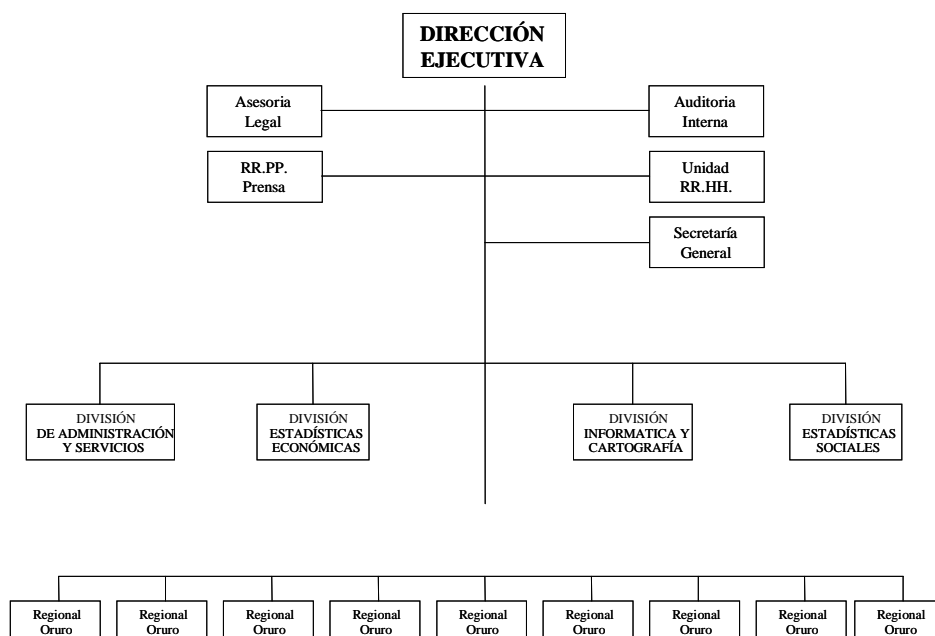 DIRECCIÓN
EJECUTIVA
Asesoria
Legal
Auditoria
Interna
RR.PP.
Prensa
Unidad
RR.HH.
Secretaría
General
DIVISIÓN
DE ADMINISTRACIÓN
Y SERVICIOS
DIVISIÓN
ESTADÍSTICAS
ECONÓMICAS
DIVISIÓN
INFORMATICA Y
CARTOGRAFÍA
DIVISIÓN
ESTADÍSTICAS
SOCIALES
Regional
Oruro
Regional
Oruro
Regional
Oruro
Regional
Oruro
Regional
Oruro
Regional
Oruro
Regional
Oruro
Regional
Oruro
Regional
Oruro